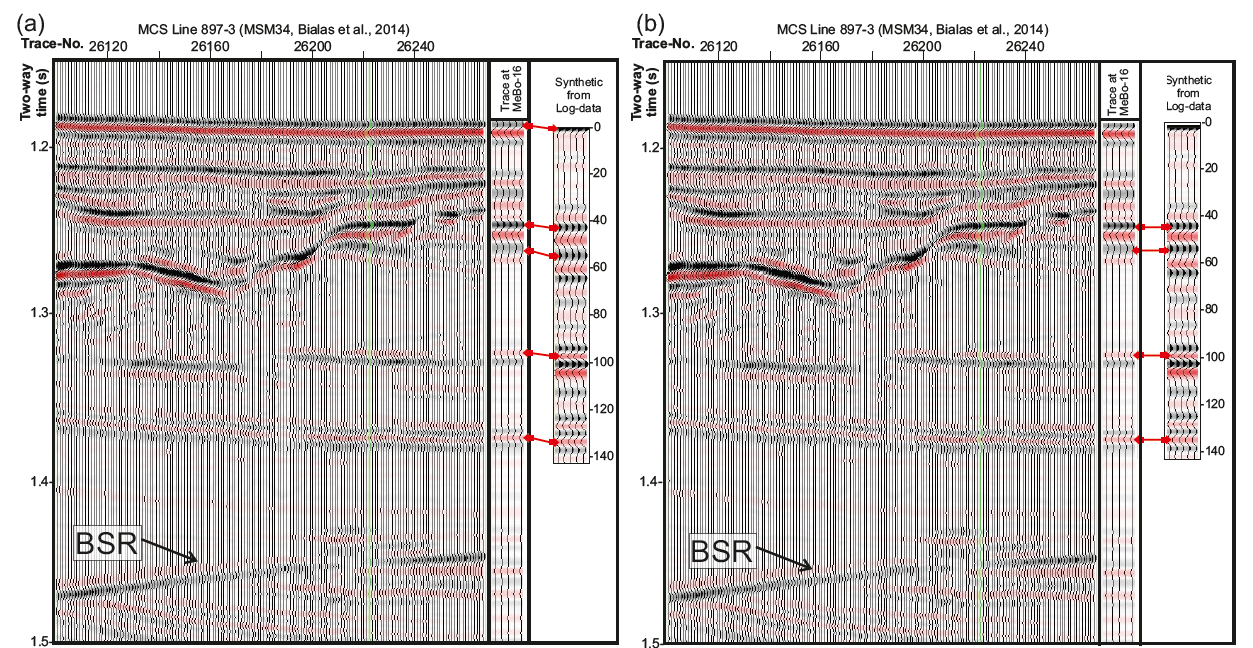 (a)
MCS Line 897-3 (MSM34, Bialas et al., 2014)
Trace-No. 26120 26160 26200 26240
Two-way
time (s)
Trace at
MeBo-16
Synthetic
from
Log-data
1.2
1.3
1.4
1.5
0
20
40
60
80
100
120
140
BSR
(b)
MCS Line 897-3 (MSM34, Bialas et al., 2014)
Trace-No. 26120 26160 26200 26240
Two-way
time (s)
Trace at
MeBo-16
Synthetic
from
Log-data
1.2
1.3
1.4
1.5
0
20
40
60
80
100
120
140
BSR